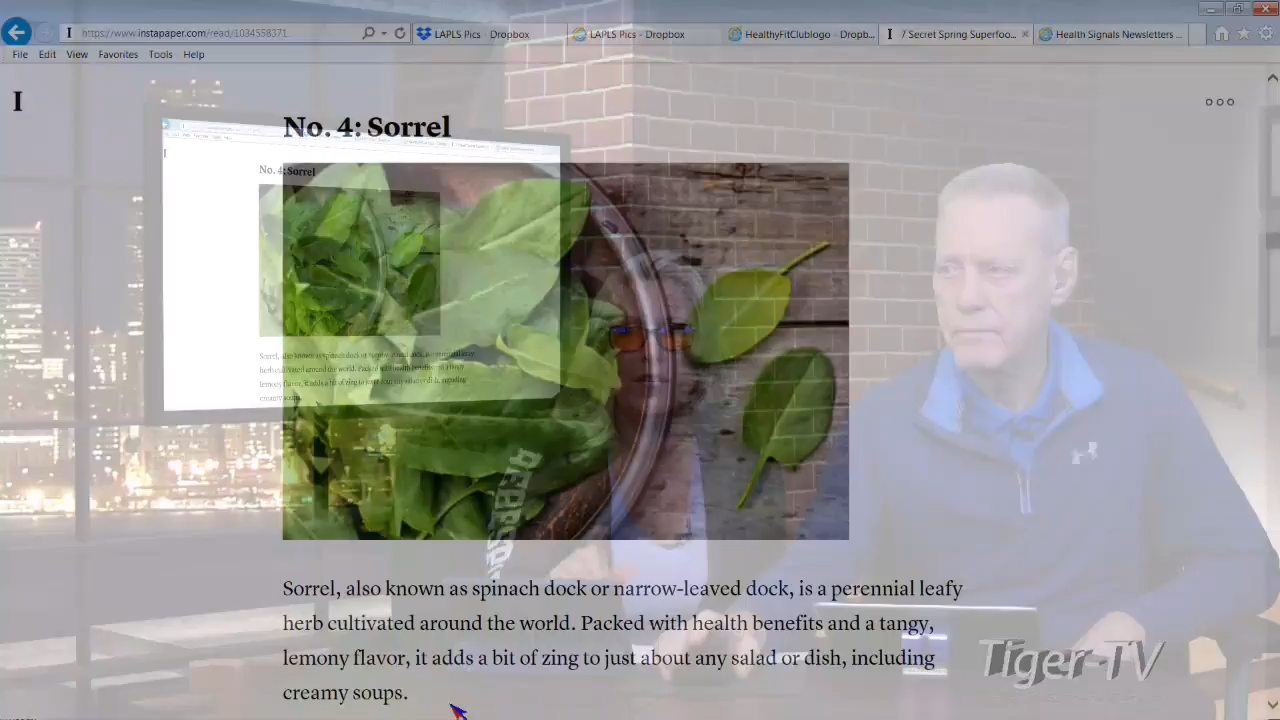 https://www.instapaper.com/read/1034558371
LAPLS Pics - Dropbox
LAPLS Pics - Dropbox
HealthyFitClublogo - Dropb...
I 7 Secret Spring Superfoo...
Health Signals Newsletters ...
File Edit View Favorites Tools Help
I
No. 4: Sorrel
No. 4: Sorrel
Sorrel, also known as spinach dock or narrow-leaved dock, is a perennial leafy
herb cultivated around the world. Packed with health benefits and a tangy,
lemony flavor, it adds a bit of zing to just about any salad or dish, including
creamy soups.
Tiger-TV